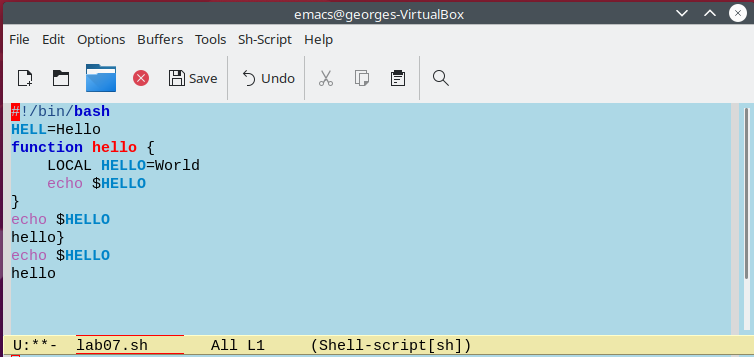 emacs@georges-VirtualBox
File Edit Options Buffers Tools Sh-Script Help
Save Undo
#!/bin/bash
HELL=Hello
function hello {
    LOCAL HELLO=World
    echo $HELLO
}
echo $HELLO
hello}
echo $HELLO
hello
U:**-  lab07.sh       All L1     (Shell-script[sh])